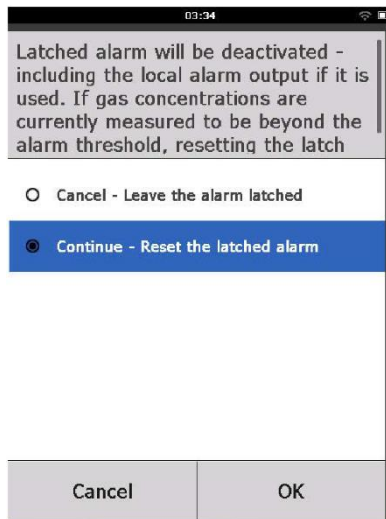 03:34
Latched alarm will be deactivated -
including the local alarm output if it is
used. If gas concentrations are
currently measured to be beyond the
alarm threshold, resetting the latch
Cancel - Leave the alarm latched
Continue - Reset the latched alarm
Cancel
OK